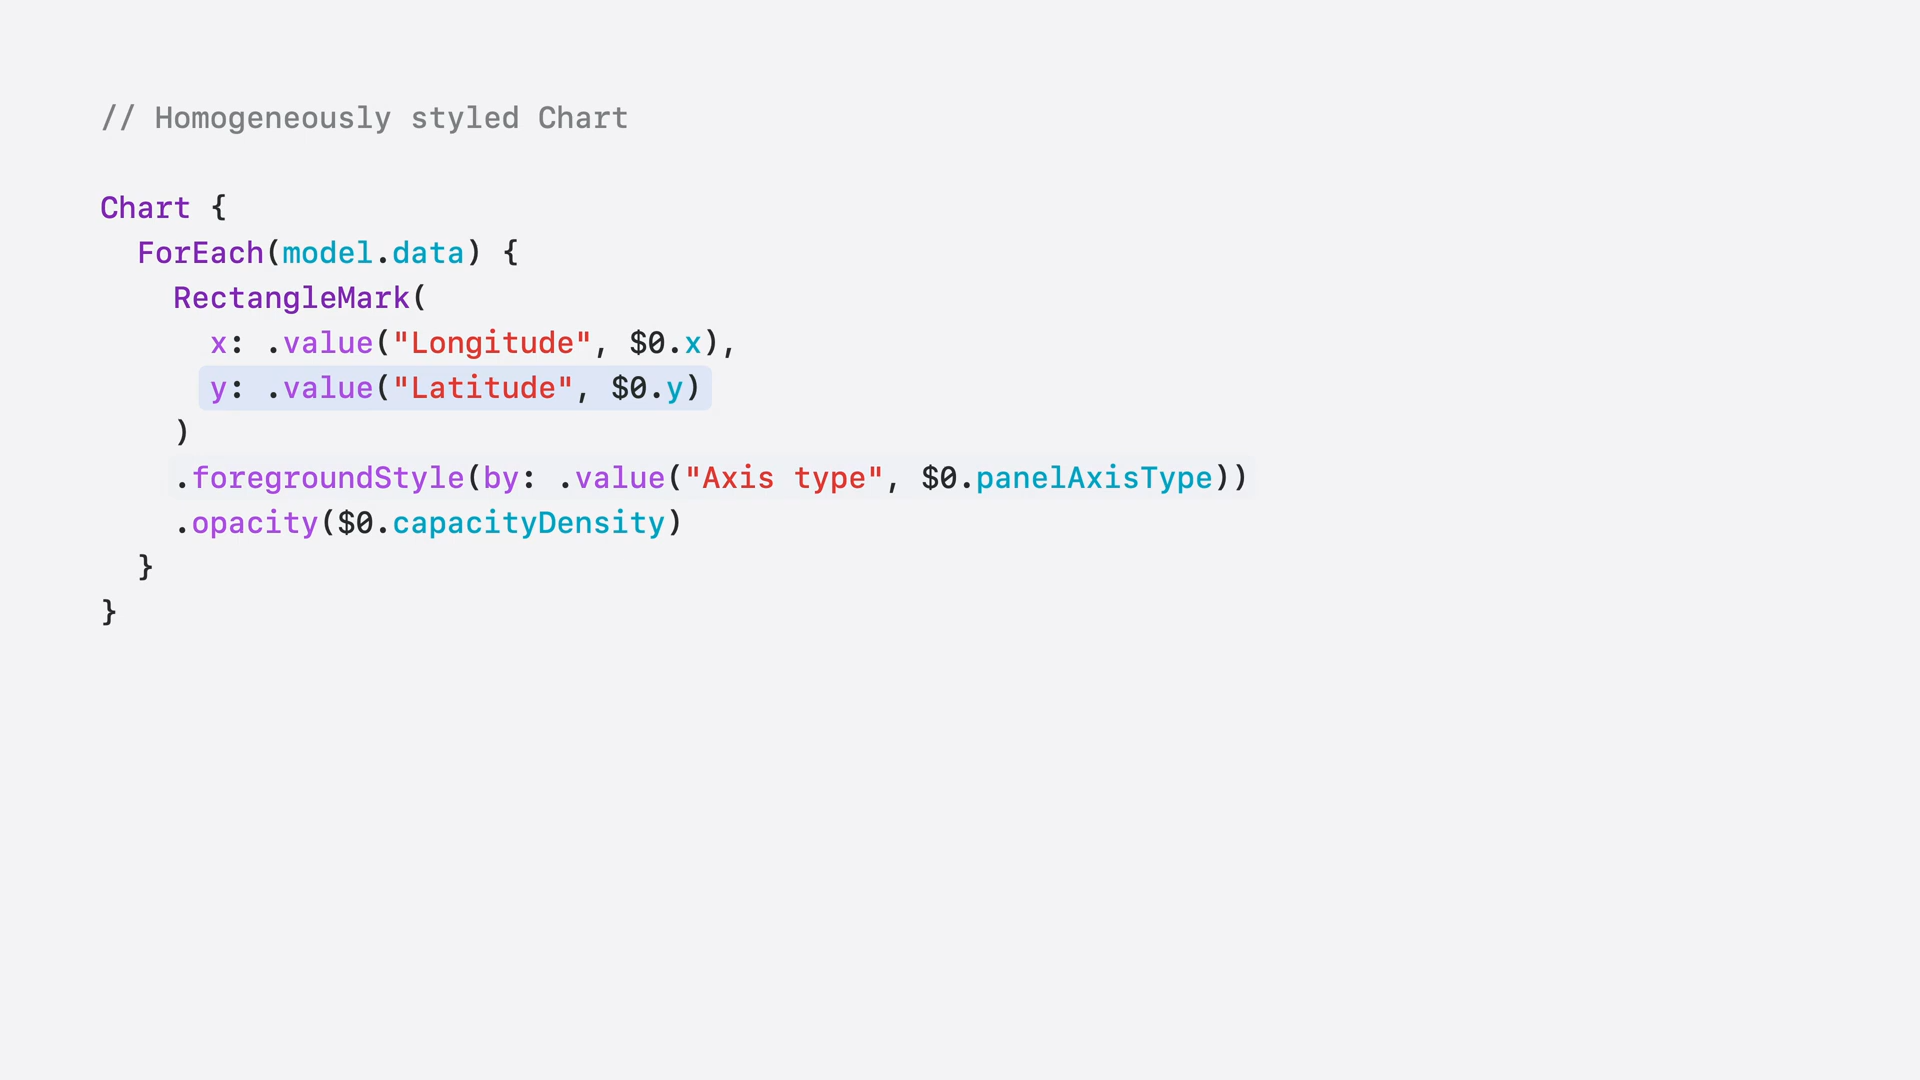 // Homogeneously styled Chart
Chart {
ForEach(model.data) {
RectangleMark(
x: .value("Longitude", $0.x),
y: .value("Latitude", $0.y)
)
.foregroundStyle(by: .value("Axis type", $0.panelAxisType))
.opacity($0.capacityDensity)
}
}